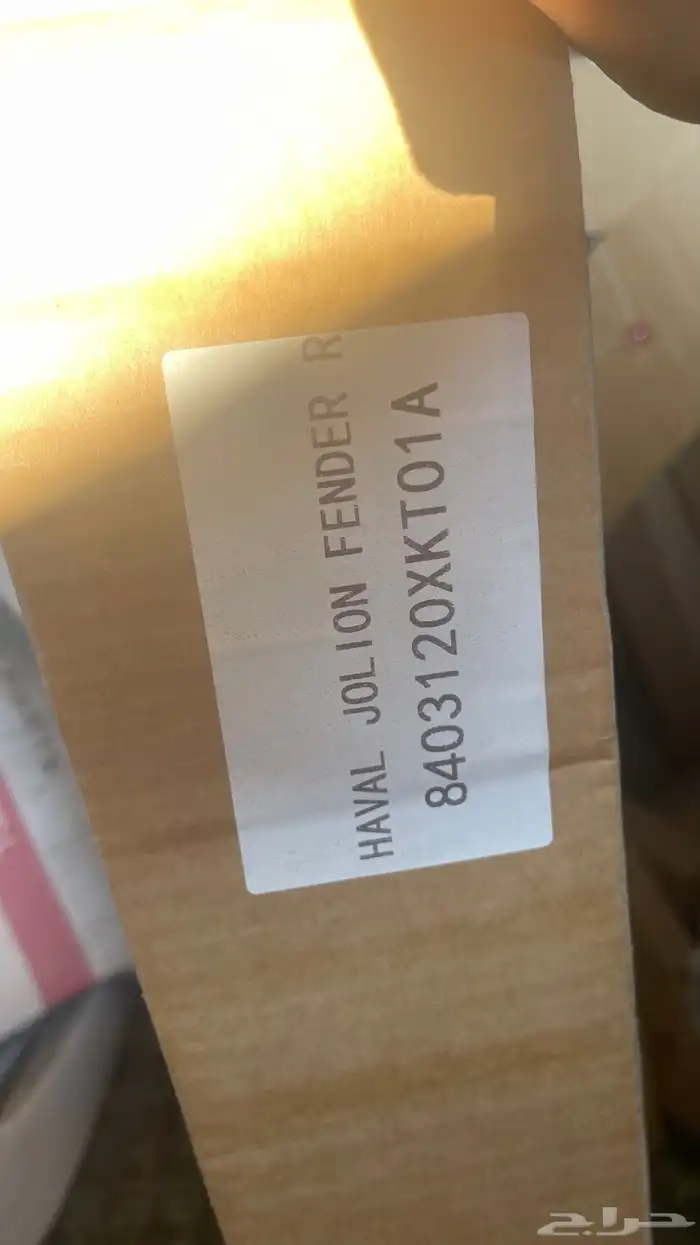 HAVAL JOLION FENDER R
8403120XKT01A
حراج